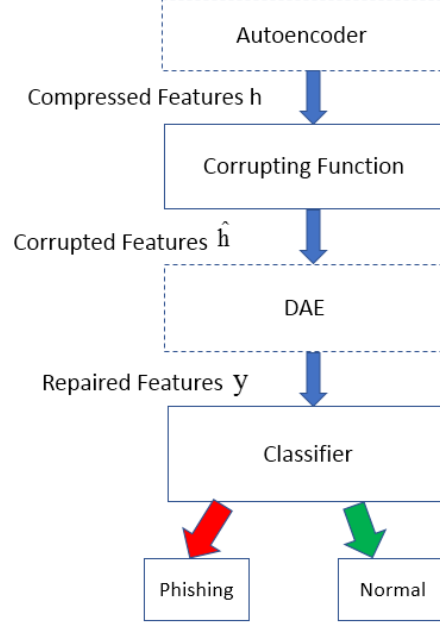 Autoencoder
Compressed Features h
Corrupting Function
Corrupted Features ĥ
DAE
Repaired Features y
Classifier
Phishing
Normal